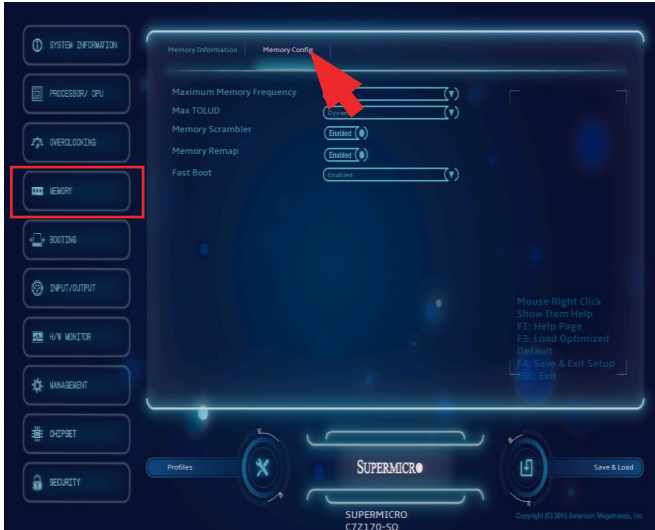 SYSTEM INFORMATION
PROCESSOR/ CPU
OVERCLOCKING
MEMORY
BOOTING
INPUT/OUTPUT
H/W MONITOR
MANAGEMENT
CHIPSET
SECURITY
Memory Information
Memory Config
Maximum Memory Frequency
Max TOLUD
Memory Scrambler
Enabled
Memory Remap
Enabled
Fast Boot
Enabled
Mouse Right Click
Show Item Help
F1: Help Page
F3: Load Optimized
Default
F4: Save & Exit Setup
ESC: Exit
Profiles
SUPERMICRO
Save & Load
SUPERMICRO
C7Z170-SQ
Copyright (C) 2015 American Megatrends, Inc.